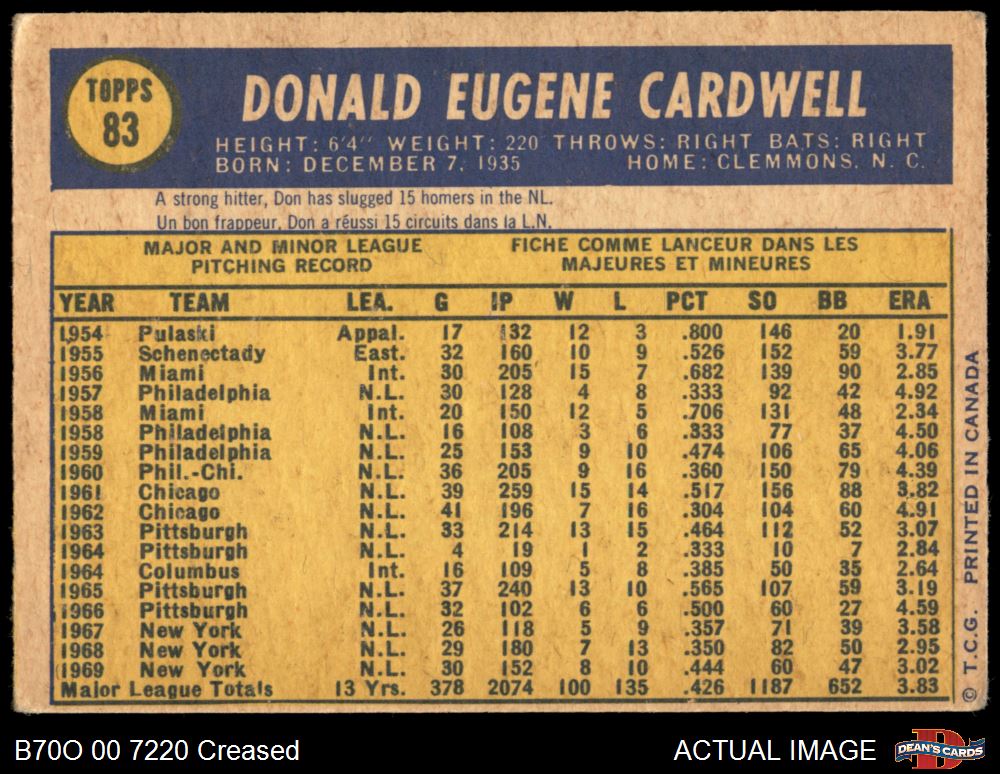 TOPPS
83
DONALD EUGENE CARDWELL
HEIGHT: 6'4" WEIGHT: 220 THROWS: RIGHT BATS: RIGHT
BORN: DECEMBER 7, 1935 HOME: CLEMMONS, N. C.
A strong hitter, Don has slugged 15 homers in the NL.
Un bon frappeur, Don a réussi 15 circuits dans la L.N.
MAJOR AND MINOR LEAGUE FICHE COMME LANCEUR DANS LES
PITCHING RECORD MAJEURES ET MINEURES
YEAR TEAM LEA. G IP W L PCT SO BB ERA
1954 Pulaski Appal. 17 132 12 3 .800 146 20 1.91
1955 Schenectady East. 32 160 10 9 .526 152 59 3.77
1956 Miami Int. 30 205 15 7 .682 139 90 2.85
1957 Philadelphia N.L. 30 128 4 8 .333 92 42 4.92
1958 Miami Int. 20 150 12 5 .706 131 48 2.34
1958 Philadelphia N.L. 16 108 3 6 .333 77 37 4.50
1959 Philadelphia N.L. 25 153 9 10 .474 106 65 4.06
1960 Phil.-Chi. N.L. 36 205 9 16 .360 150 79 4.39
1961 Chicago N.L. 39 259 15 14 .517 156 88 3.82
1962 Chicago N.L. 41 196 7 16 .304 104 60 4.91
1963 Pittsburgh N.L. 33 214 13 15 .464 112 52 3.07
1964 Pittsburgh N.L. 4 19 1 2 .333 10 7 2.84
1964 Columbus Int. 16 109 5 8 .385 50 35 2.64
1965 Pittsburgh N.L. 37 240 13 10 .565 107 59 3.19
1966 Pittsburgh N.L. 32 102 6 6 .500 60 27 4.59
1967 New York N.L. 26 118 5 9 .357 71 39 3.58
1968 New York N.L. 29 180 7 13 .350 82 50 2.95
1969 New York N.L. 30 152 8 10 .444 60 47 3.02
Major League Totals 13 Yrs. 378 2074 100 135 .426 1187 652 3.83
© T.C.G. PRINTED IN CANADA
B70O 00 7220 Creased
ACTUAL IMAGE
D
DEAN'S CARDS